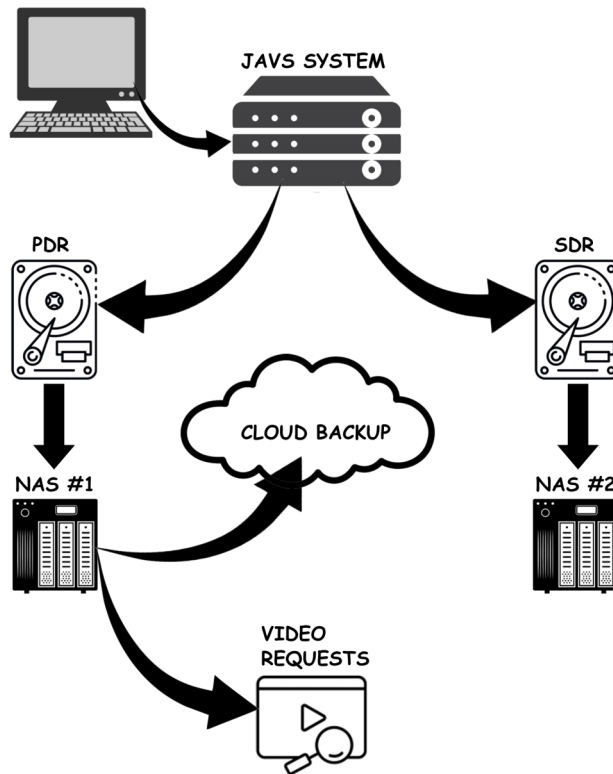 JAVS SYSTEM
PDR
SDR
CLOUD BACKUP
NAS #1
NAS #2
VIDEO
REQUESTS